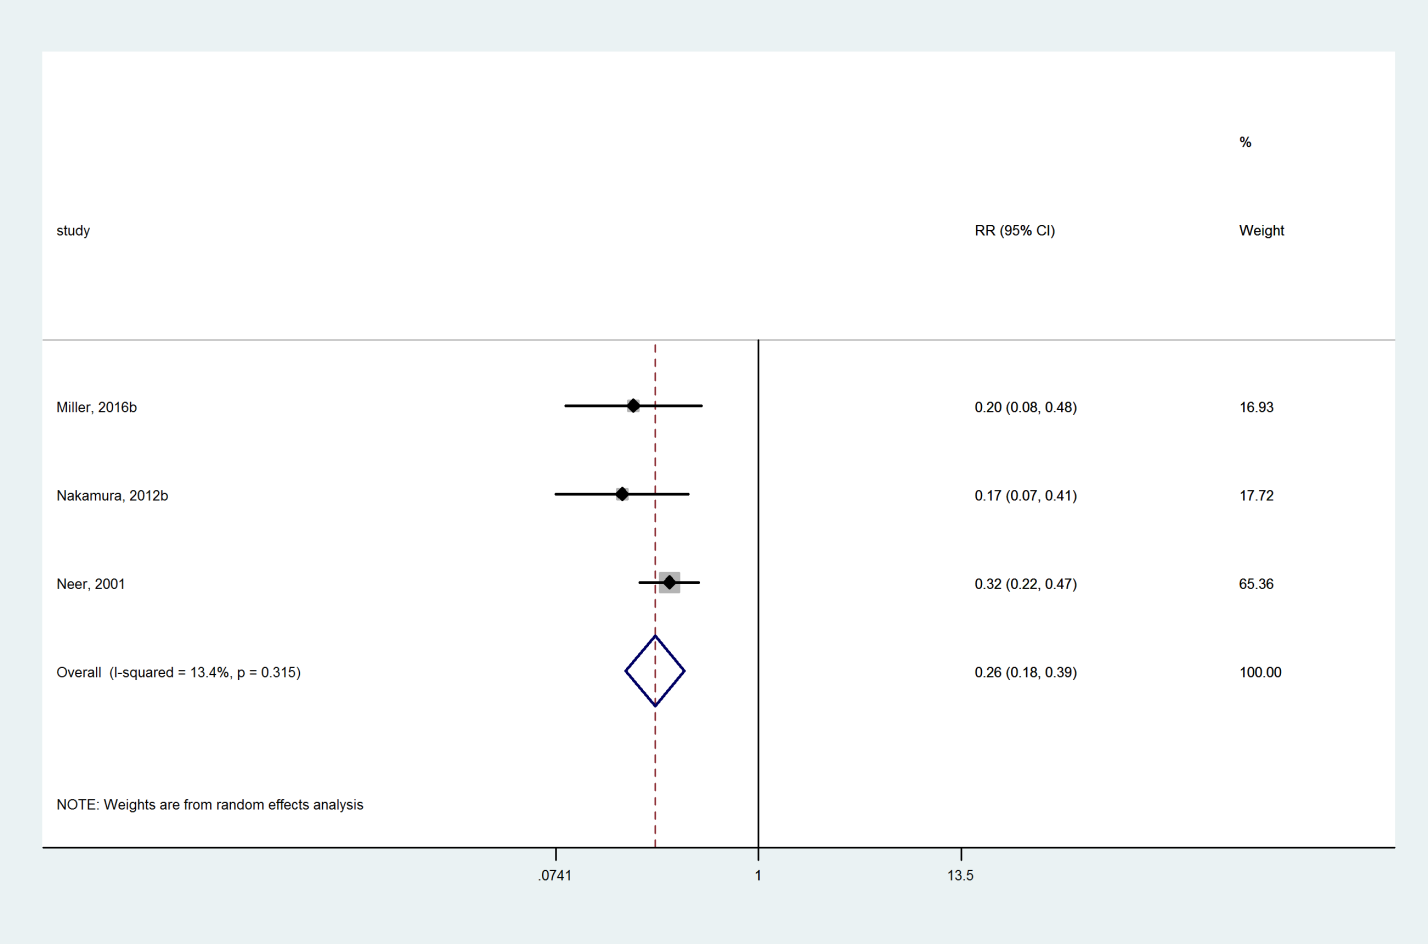 %
study RR (95% CI) Weight
Miller, 2016b 0.20 (0.08, 0.48) 16.93
Nakamura, 2012b 0.17 (0.07, 0.41) 17.72
Neer, 2001 0.32 (0.22, 0.47) 65.36
Overall (I-squared = 13.4%, p = 0.315) 0.26 (0.18, 0.39) 100.00
NOTE: Weights are from random effects analysis
.0741 1 13.5